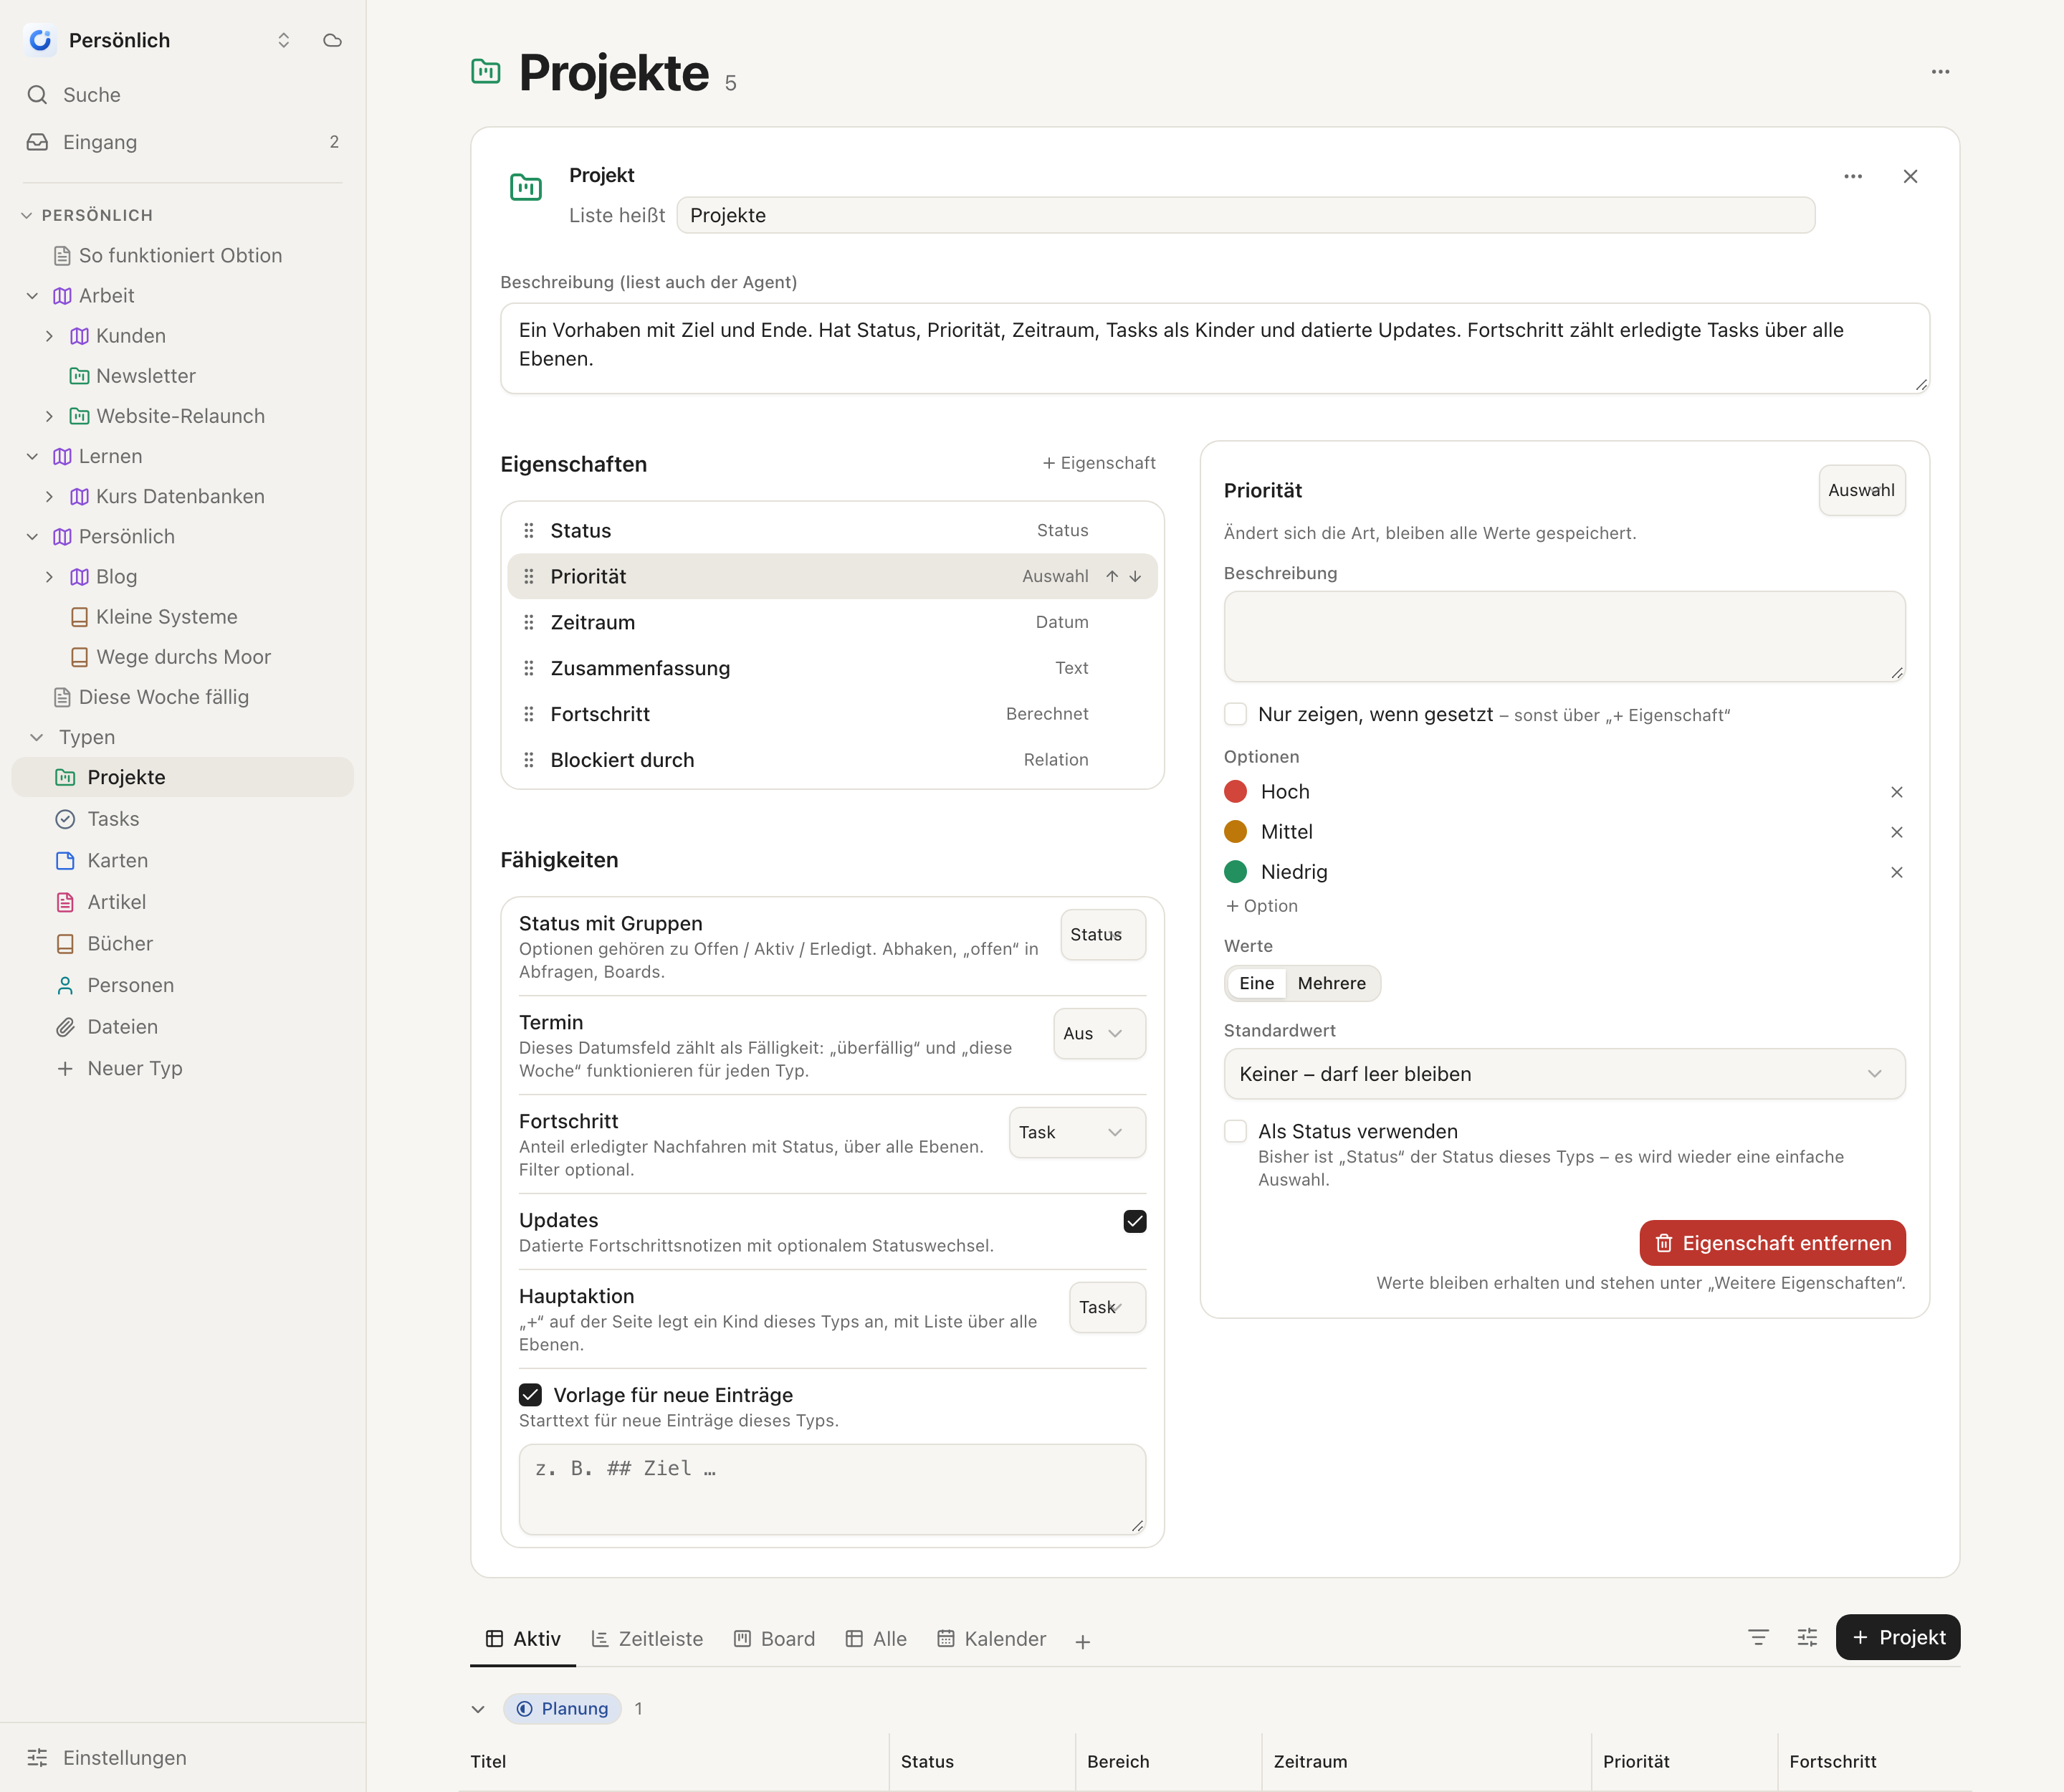 Persönlich
Suche
Eingang 2
PERSÖNLICH
So funktioniert Obtion
Arbeit
Kunden
Newsletter
Website-Relaunch
Lernen
Kurs Datenbanken
Persönlich
Blog
Kleine Systeme
Wege durchs Moor
Diese Woche fällig
Typen
Projekte
Tasks
Karten
Artikel
Bücher
Personen
Dateien
+ Neuer Typ
Einstellungen
Projekte 5
Projekt
Liste heißt Projekte
Beschreibung (liest auch der Agent)
Ein Vorhaben mit Ziel und Ende. Hat Status, Priorität, Zeitraum, Tasks als Kinder und datierte Updates. Fortschritt zählt erledigte Tasks über alle
Ebenen.
Eigenschaften + Eigenschaft
Status Status
Priorität Auswahl ↑ ↓
Zeitraum Datum
Zusammenfassung Text
Fortschritt Berechnet
Blockiert durch Relation
Fähigkeiten
Status mit Gruppen Status
Optionen gehören zu Offen / Aktiv / Erledigt. Abhaken, „offen“ in
Abfragen, Boards.
Termin Aus
Dieses Datumsfeld zählt als Fälligkeit: „überfällig“ und „diese
Woche“ funktionieren für jeden Typ.
Fortschritt Task
Anteil erledigter Nachfahren mit Status, über alle Ebenen.
Filter optional.
Updates
Datierte Fortschrittsnotizen mit optionalem Statuswechsel.
Hauptaktion Task
„+“ auf der Seite legt ein Kind dieses Typs an, mit Liste über alle
Ebenen.
Vorlage für neue Einträge
Starttext für neue Einträge dieses Typs.
z. B. ## Ziel …
Priorität Auswahl
Ändert sich die Art, bleiben alle Werte gespeichert.
Beschreibung
Nur zeigen, wenn gesetzt – sonst über „+ Eigenschaft“
Optionen
Hoch
Mittel
Niedrig
+ Option
Werte
Eine Mehrere
Standardwert
Keiner – darf leer bleiben
Als Status verwenden
Bisher ist „Status“ der Status dieses Typs – es wird wieder eine einfache
Auswahl.
Eigenschaft entfernen
Werte bleiben erhalten und stehen unter „Weitere Eigenschaften“.
Aktiv Zeitleiste Board Alle Kalender + + Projekt
Planung 1
Titel Status Bereich Zeitraum Priorität Fortschritt